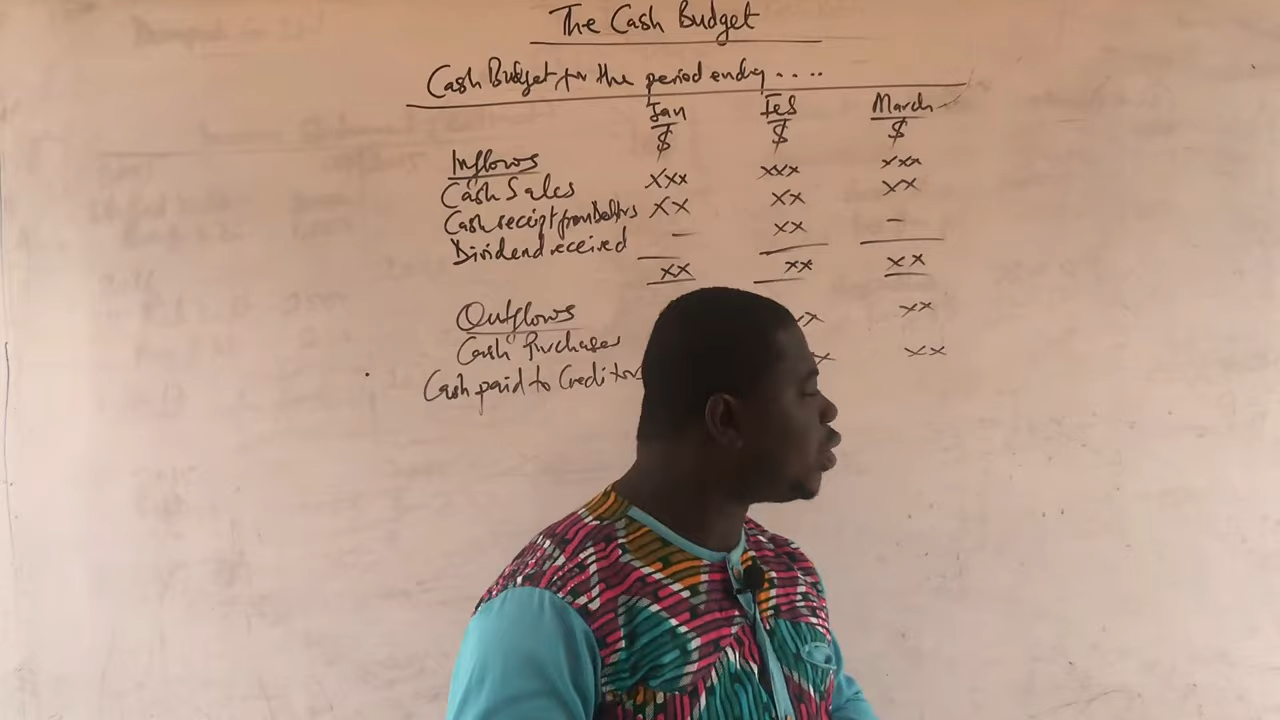 The Cash Budget
Cash Budget for the period ending ....
Jan Feb March
$ $ $
Inflows
Cash Sales xxx xxx xxx
Cash receipt from Debtors xx xx xx
Dividend received - xx -
xx xx xx
Outflows
Cash Purchases xx xx
Cash paid to Creditors x xx